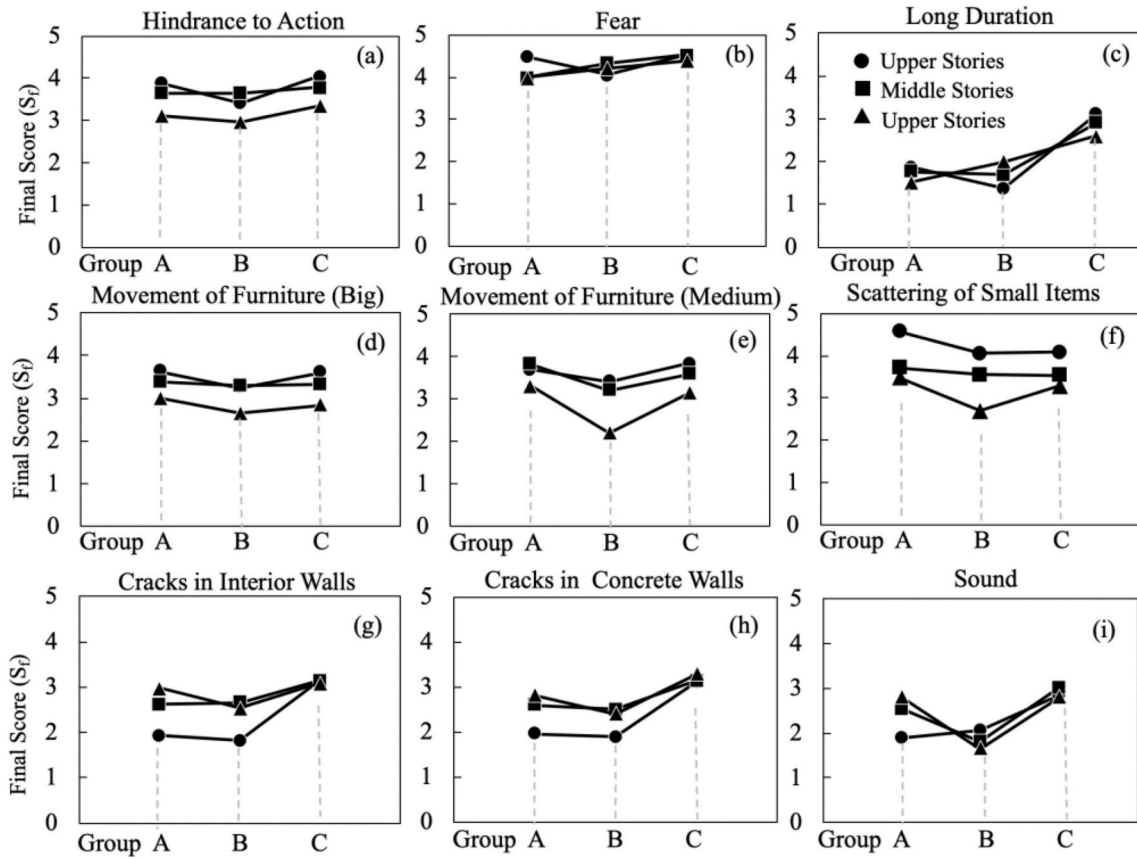 Hindrance to Action
Fear
Long Duration
5
4
3
2
1
0
Final Score (Sf)
(a)
Group A B C
5
4
3
2
1
0
(b)
Group A B C
5
4
3
2
1
0
(c)
Upper Stories
Middle Stories
Upper Stories
Group A B C
Movement of Furniture (Big)
Movement of Furniture (Medium)
Scattering of Small Items
5
4
3
2
1
0
Final Score (Sf)
(d)
Group A B C
5
4
3
2
1
0
(e)
Group A B C
5
4
3
2
1
0
(f)
Group A B C
Cracks in Interior Walls
Cracks in Concrete Walls
Sound
5
4
3
2
1
0
Final Score (Sf)
(g)
Group A B C
5
4
3
2
1
0
(h)
Group A B C
5
4
3
2
1
0
(i)
Group A B C